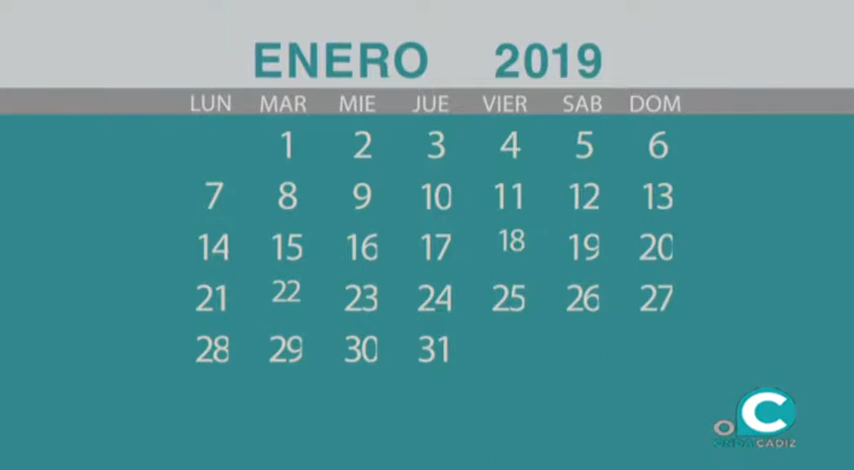 ENERO 2019
LUN MAR MIE JUE VIER SAB DOM
1 2 3 4 5 6
7 8 9 10 11 12 13
14 15 16 17 18 19 20
21 22 23 24 25 26 27
28 29 30 31
OC
ONDACADIZ